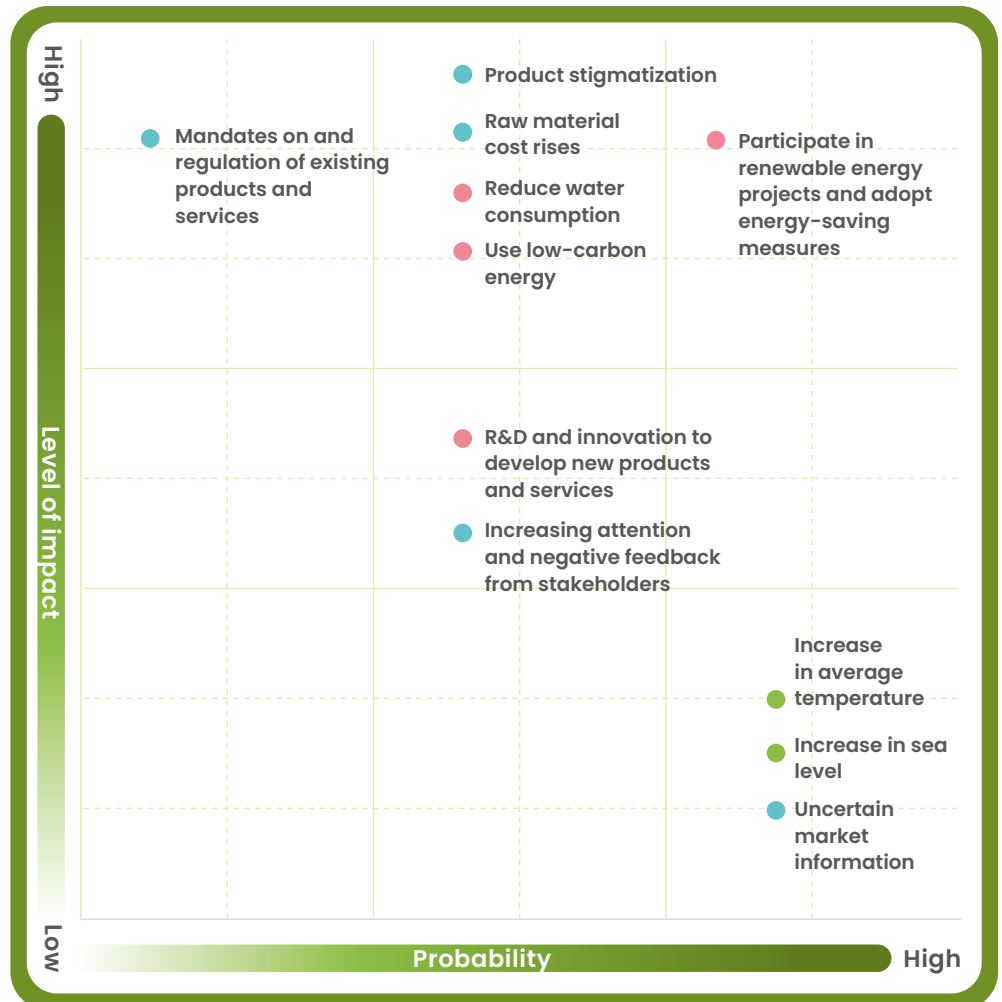 High
Level of impact
Low
Product stigmatization
Mandates on and
regulation of existing
products and
services
Raw material
cost rises
Participate in
renewable energy
projects and adopt
energy-saving
measures
Reduce water
consumption
Use low-carbon
energy
R&D and innovation to
develop new products
and services
Increasing attention
and negative feedback
from stakeholders
Increase
in average
temperature
Increase in sea
level
Uncertain
market
information
Probability
High